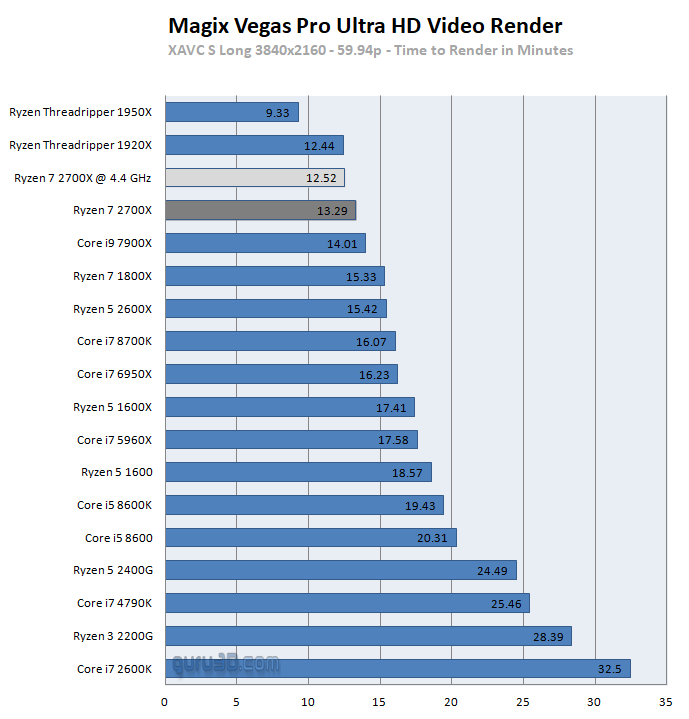 Magix Vegas Pro Ultra HD Video Render
XAVC S Long 3840x2160 - 59.94p - Time to Render in Minutes
Ryzen Threadripper 1950X 9.33
Ryzen Threadripper 1920X 12.44
Ryzen 7 2700X @ 4.4 GHz 12.52
Ryzen 7 2700X 13.29
Core i9 7900X 14.01
Ryzen 7 1800X 15.33
Ryzen 5 2600X 15.42
Core i7 8700K 16.07
Core i7 6950X 16.23
Ryzen 5 1600X 17.41
Core i7 5960X 17.58
Ryzen 5 1600 18.57
Core i5 8600K 19.43
Core i5 8600 20.31
Ryzen 5 2400G 24.49
Core i7 4790K 25.46
Ryzen 3 2200G 28.39
Core i7 2600K 32.5
guru3D.com
0 5 10 15 20 25 30 35